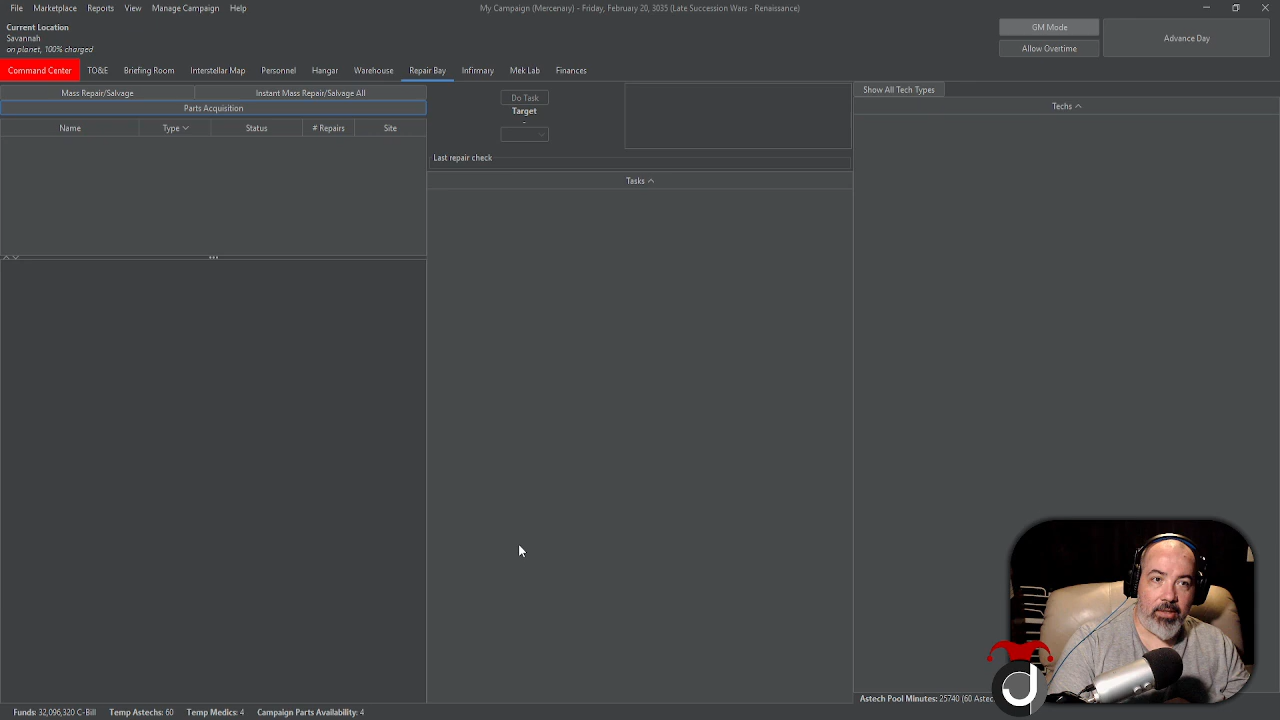 File Marketplace Reports View Manage Campaign Help
My Campaign (Mercenary) - Friday, February 20, 3035 (Late Succession Wars - Renaissance)
Current Location
Savannah
on planet, 100% charged
GM Mode
Allow Overtime
Advance Day
Command Center TO&E Briefing Room Interstellar Map Personnel Hangar Warehouse Repair Bay Infirmary Mek Lab Finances
Mass Repair/Salvage Instant Mass Repair/Salvage All
Parts Acquisition
Name Type Status # Repairs Site
Do Task
Target
-
Last repair check
Tasks
Show All Tech Types
Techs
Astech Pool Minutes: 25740 (60 Astec
Funds: 32,096,320 C-Bill Temp Astechs: 60 Temp Medics: 4 Campaign Parts Availability: 4